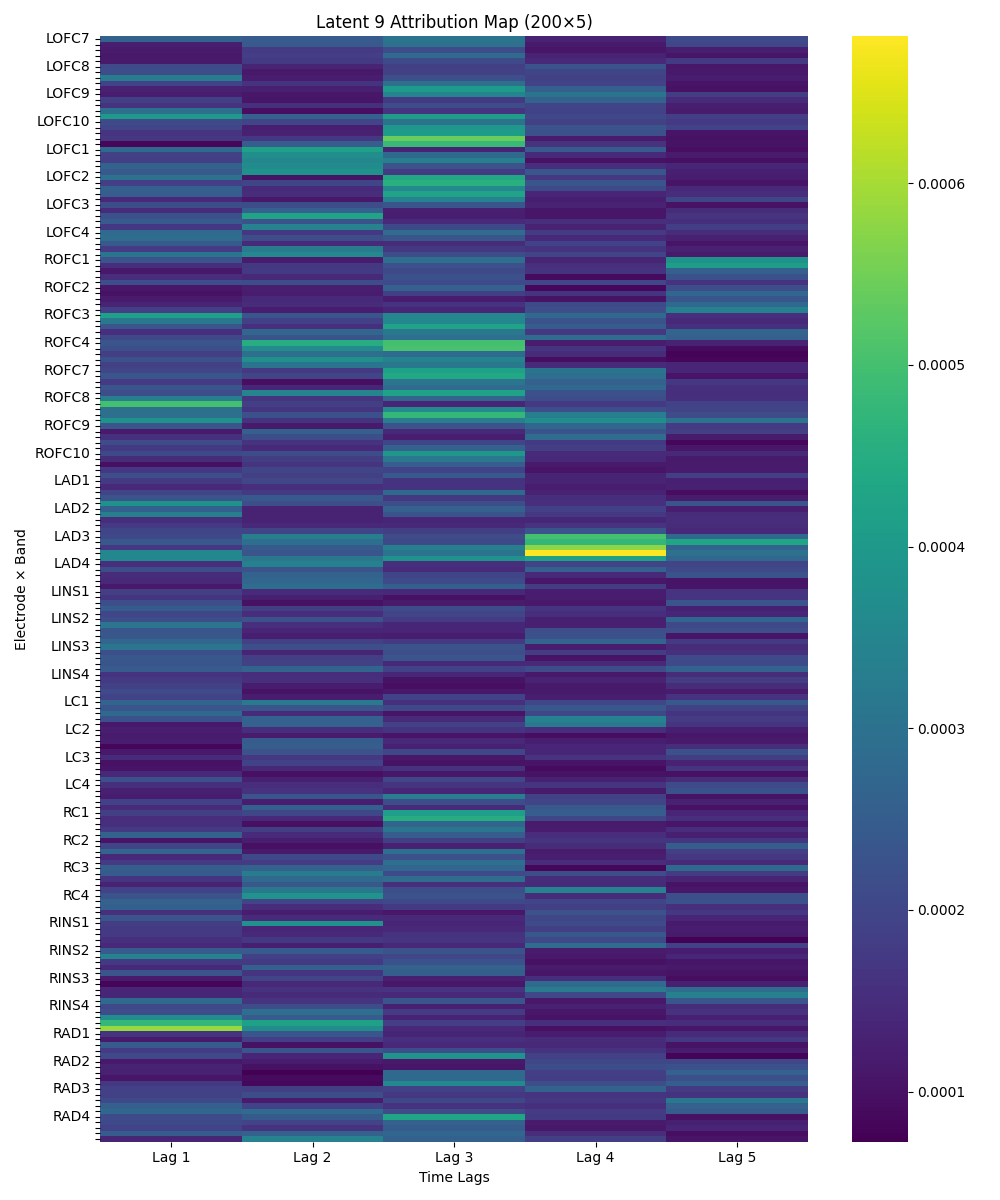 Latent 9 Attribution Map (200×5)
LOFC7
LOFC8
LOFC9
LOFC10
LOFC1
LOFC2
LOFC3
LOFC4
ROFC1
ROFC2
ROFC3
ROFC4
ROFC7
ROFC8
ROFC9
ROFC10
LAD1
LAD2
LAD3
LAD4
LINS1
LINS2
LINS3
LINS4
LC1
LC2
LC3
LC4
RC1
RC2
RC3
RC4
RINS1
RINS2
RINS3
RINS4
RAD1
RAD2
RAD3
RAD4
Electrode × Band
Lag 1 Lag 2 Lag 3 Lag 4 Lag 5
Time Lags
0.0006
0.0005
0.0004
0.0003
0.0002
0.0001